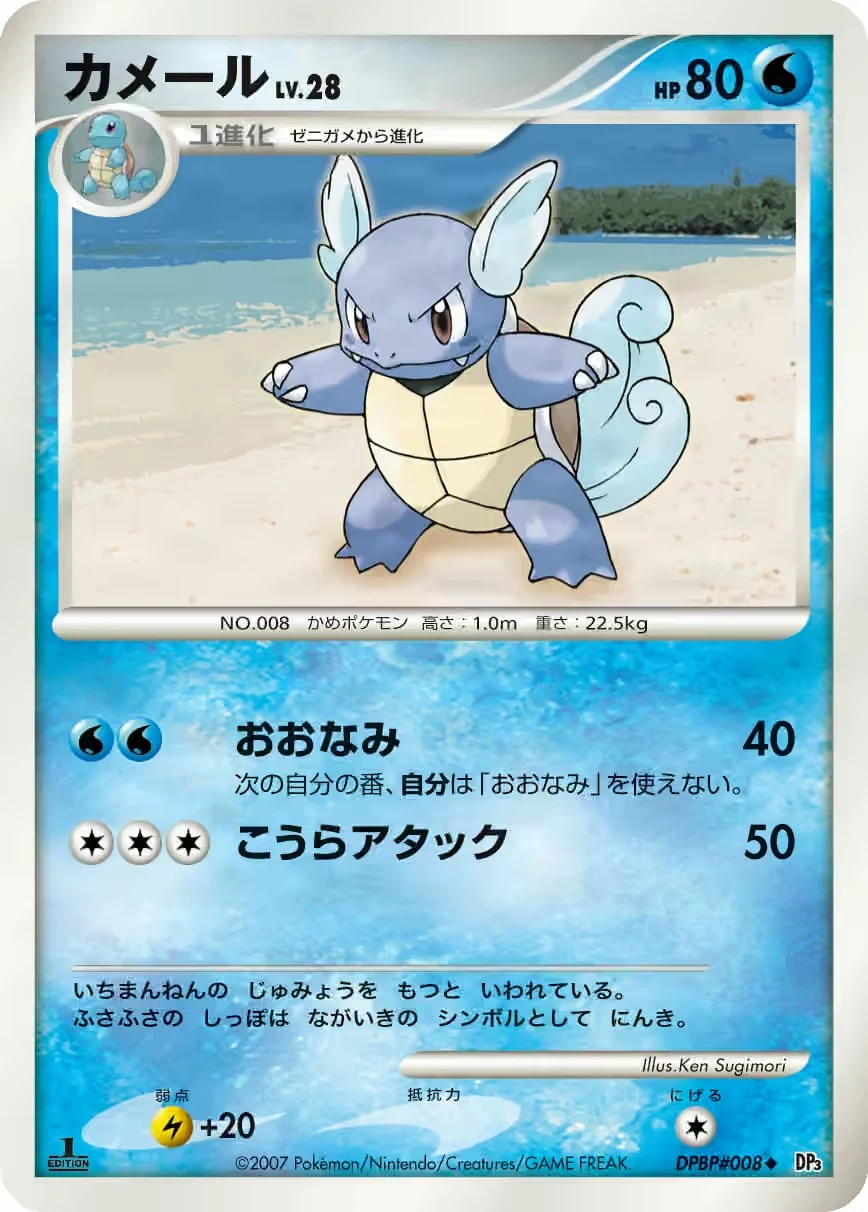 カメール LV.28 HP 80
1進化 ゼニガメから進化
NO.008 かめポケモン 高さ：1.0m 重さ：22.5kg
おおなみ 40
次の自分の番、自分は「おおなみ」を使えない。
こうらアタック 50
いちまんねんの じゅみょうを もつと いわれている。
ふさふさの しっぽは ながいきの シンボルとして にんき。
Illus.Ken Sugimori
弱点 抵抗力 にげる
+20
1 EDITION ©2007 Pokémon/Nintendo/Creatures/GAME FREAK. DPBP#008◆ DP3